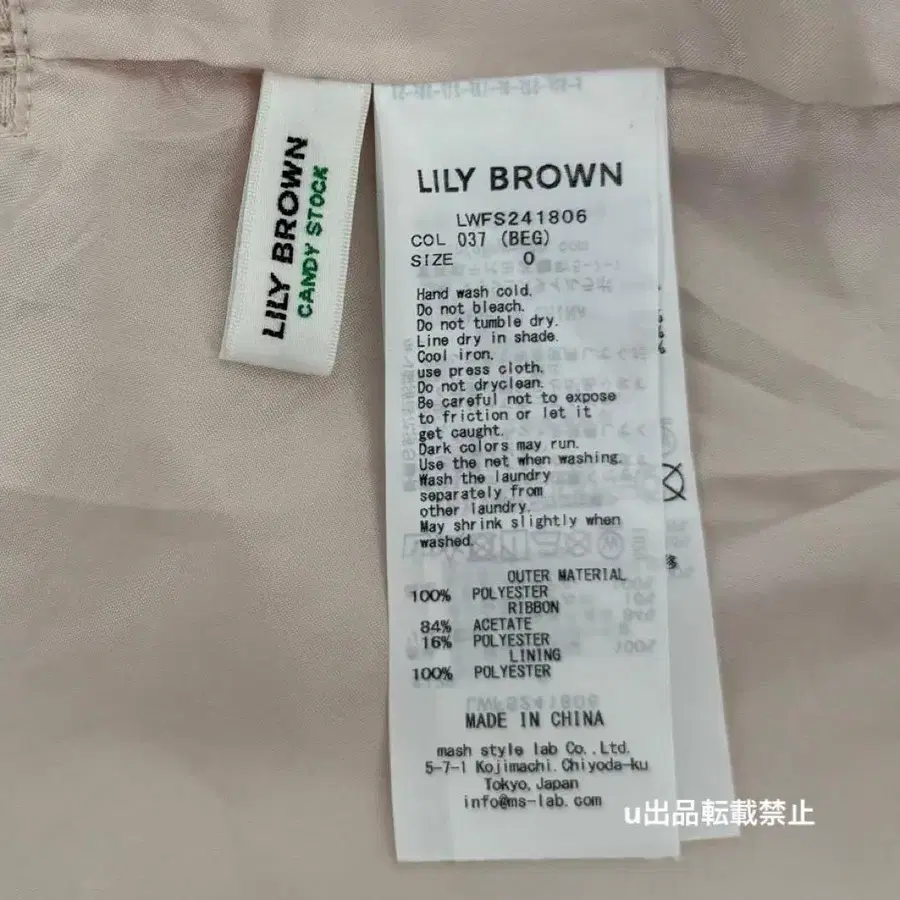 LILY BROWN
CANDY STOCK
LILY BROWN
LWFS241806
COL 037 (BEG)
SIZE 0
Hand wash cold.
Do not bleach.
Do not tumble dry.
Line dry in shade.
Cool iron.
use press cloth.
Do not dryclean.
Be careful not to expose
to friction or let it
get caught.
Dark colors may run.
Use the net when washing.
Wash the laundry
separately from
other laundry.
May shrink slightly when
washed.
OUTER MATERIAL
100% POLYESTER
RIBBON
84% ACETATE
16% POLYESTER
LINING
100% POLYESTER
MADE IN CHINA
mash style lab Co.,Ltd.
5-7-1 Kojimachi.Chiyoda-ku
Tokyo,Japan
info@ms-lab.com
u出品転載禁止